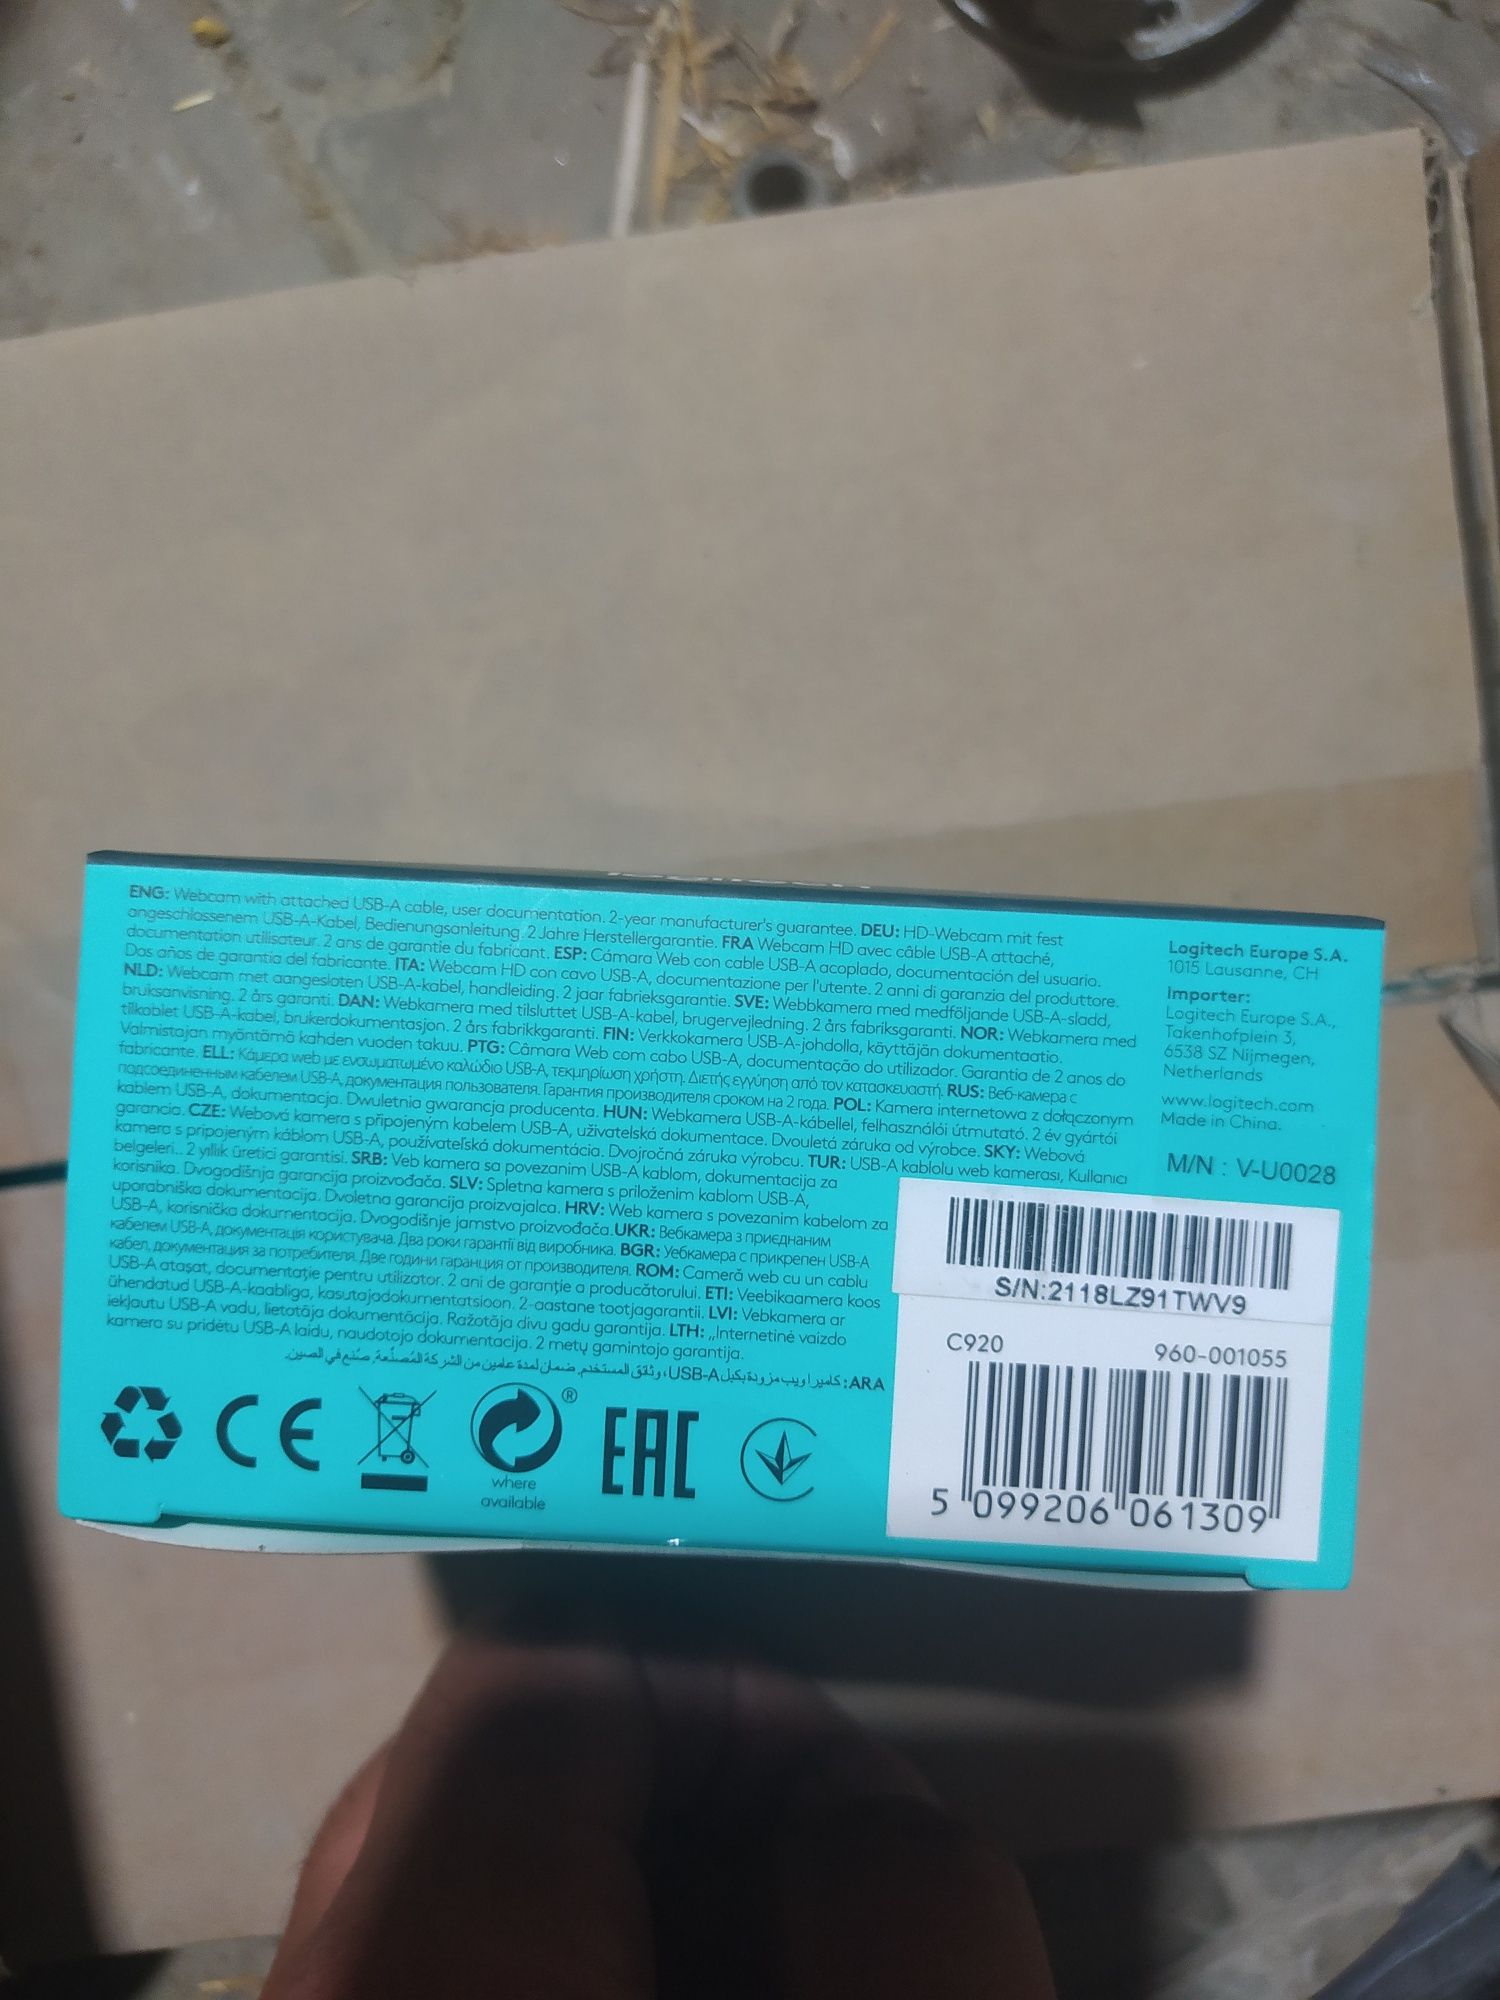 ENG: Webcam with attached USB-A cable, user documentation. 2-year manufacturer's guarantee. DEU: HD-Webcam mit fest
angeschlossenem USB-A-Kabel, Bedienungsanleitung. 2 Jahre Herstellergarantie. FRA Webcam HD avec câble USB-A attaché,
documentation utilisateur. 2 ans de garantie du fabricant. ESP: Cámara Web con cable USB-A acoplado, documentación del usuario.
Dos años de garantía del fabricante. ITA: Webcam HD con cavo USB-A, documentazione per l'utente. 2 anni di garanzia del produttore.
NLD: Webcam met aangesloten USB-A-kabel, handleiding. 2 jaar fabrieksgarantie. SVE: Webbkamera med medföljande USB-A-sladd,
bruksanvisning. 2 års garanti. DAN: Webkamera med tilsluttet USB-A-kabel, brugervejledning. 2 års fabriksgaranti. NOR: Webkamera med
tilkoblet USB-A-kabel, brukerdokumentasjon. 2 års fabrikkgaranti. FIN: Verkkokamera USB-A-johdolla, käyttäjän dokumentaatio.
Valmistajan myöntämä kahden vuoden takuu. PTG: Câmara Web com cabo USB-A, documentação do utilizador. Garantia de 2 anos do
fabricante. ELL: Κάμερα web με ενσωματωμένο καλώδιο USB-A, τεκμηρίωση χρήστη. Διετής εγγύηση από τον κατασκευαστή. RUS: Веб-камера с
подсоединенным кабелем USB-A, документация пользователя. Гарантия производителя сроком на 2 года. POL: Kamera internetowa z dołączonym
kablem USB-A, dokumentacja. Dwuletnia gwarancja producenta. HUN: Webkamera USB-A-kábellel, felhasználói útmutató. 2 év gyártói
garancia. CZE: Webová kamera s připojeným kabelem USB-A, uživatelská dokumentace. Dvouletá záruka od výrobce. SKY: Webová
kamera s pripojeným káblom USB-A, používateľská dokumentácia. Dvojročná záruka výrobcu. TUR: USB-A kablolu web kamerası, Kullanıcı
belgeleri.. 2 yıllık üretici garantisi. SRB: Veb kamera sa povezanim USB-A kablom, dokumentacija za
korisnika. Dvogodišnja garancija proizvođača. SLV: Spletna kamera s priloženim kablom USB-A,
uporabniška dokumentacija. Dvoletna garancija proizvajalca. HRV: Web kamera s povezanim kabelom za
USB-A, korisnička dokumentacija. Dvogodišnje jamstvo proizvođača. UKR: Вебкамера з приєднаним
кабелем USB-A, документація користувача. Два роки гарантії від виробника. BGR: Уебкамера с прикрепен USB-A
кабел, документация за потребителя. Две години гаранция от производителя. ROM: Cameră web cu un cablu
USB-A atașat, documentație pentru utilizator. 2 ani de garanție a producătorului. ETI: Veebikaamera koos
ühendatud USB-A-kaabliga, kasutajadokumentatsioon. 2-aastane tootjagarantii. LVI: Vebkamera ar
iekļautu USB-A vadu, lietotāja dokumentācija. Ražotāja divu gadu garantija. LTH: „Internetinė vaizdo
kamera su pridėtu USB-A laidu, naudotojo dokumentacija. 2 metų gamintojo garantija.
ARA: كاميرا ويب مزودة بكبل USB-A، وثائق المستخدم. ضمان لمدة عامين من الشركة المُصنّعة. صُنع في الصين.
CE
®
where
available
EAC
Logitech Europe S.A.
1015 Lausanne, CH
Importer:
Logitech Europe S.A.,
Takenhofplein 3,
6538 SZ Nijmegen,
Netherlands
www.logitech.com
Made in China.
M/N : V-U0028
S/N:2118LZ91TWV9
C920 960-001055
5 099206 061309